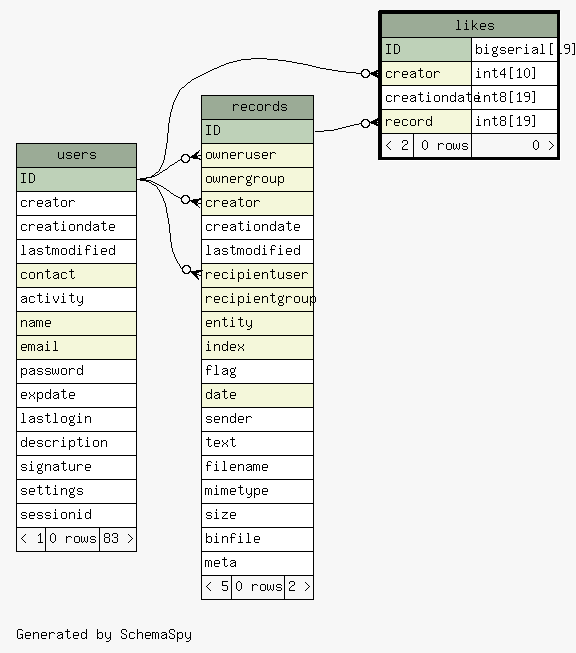 likes
ID bigserial[19]
creator int4[10]
creationdate int8[19]
record int8[19]
< 2 0 rows 0 >
records
ID
owneruser
ownergroup
creator
creationdate
lastmodified
recipientuser
recipientgroup
entity
index
flag
date
sender
text
filename
mimetype
size
binfile
meta
< 5 0 rows 2 >
users
ID
creator
creationdate
lastmodified
contact
activity
name
email
password
expdate
lastlogin
description
signature
settings
sessionid
< 1 0 rows 83 >
Generated by SchemaSpy